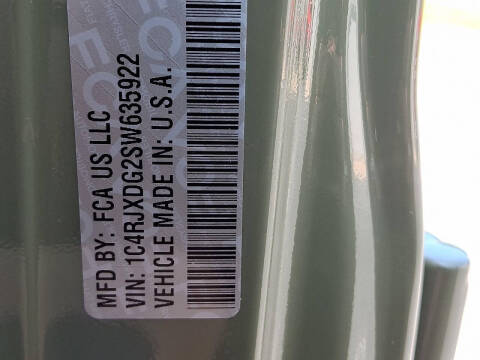 MFD BY: FCA US LLC
VIN: 1C4RJXDG2SW635922
VEHICLE MADE IN: U.S.A.